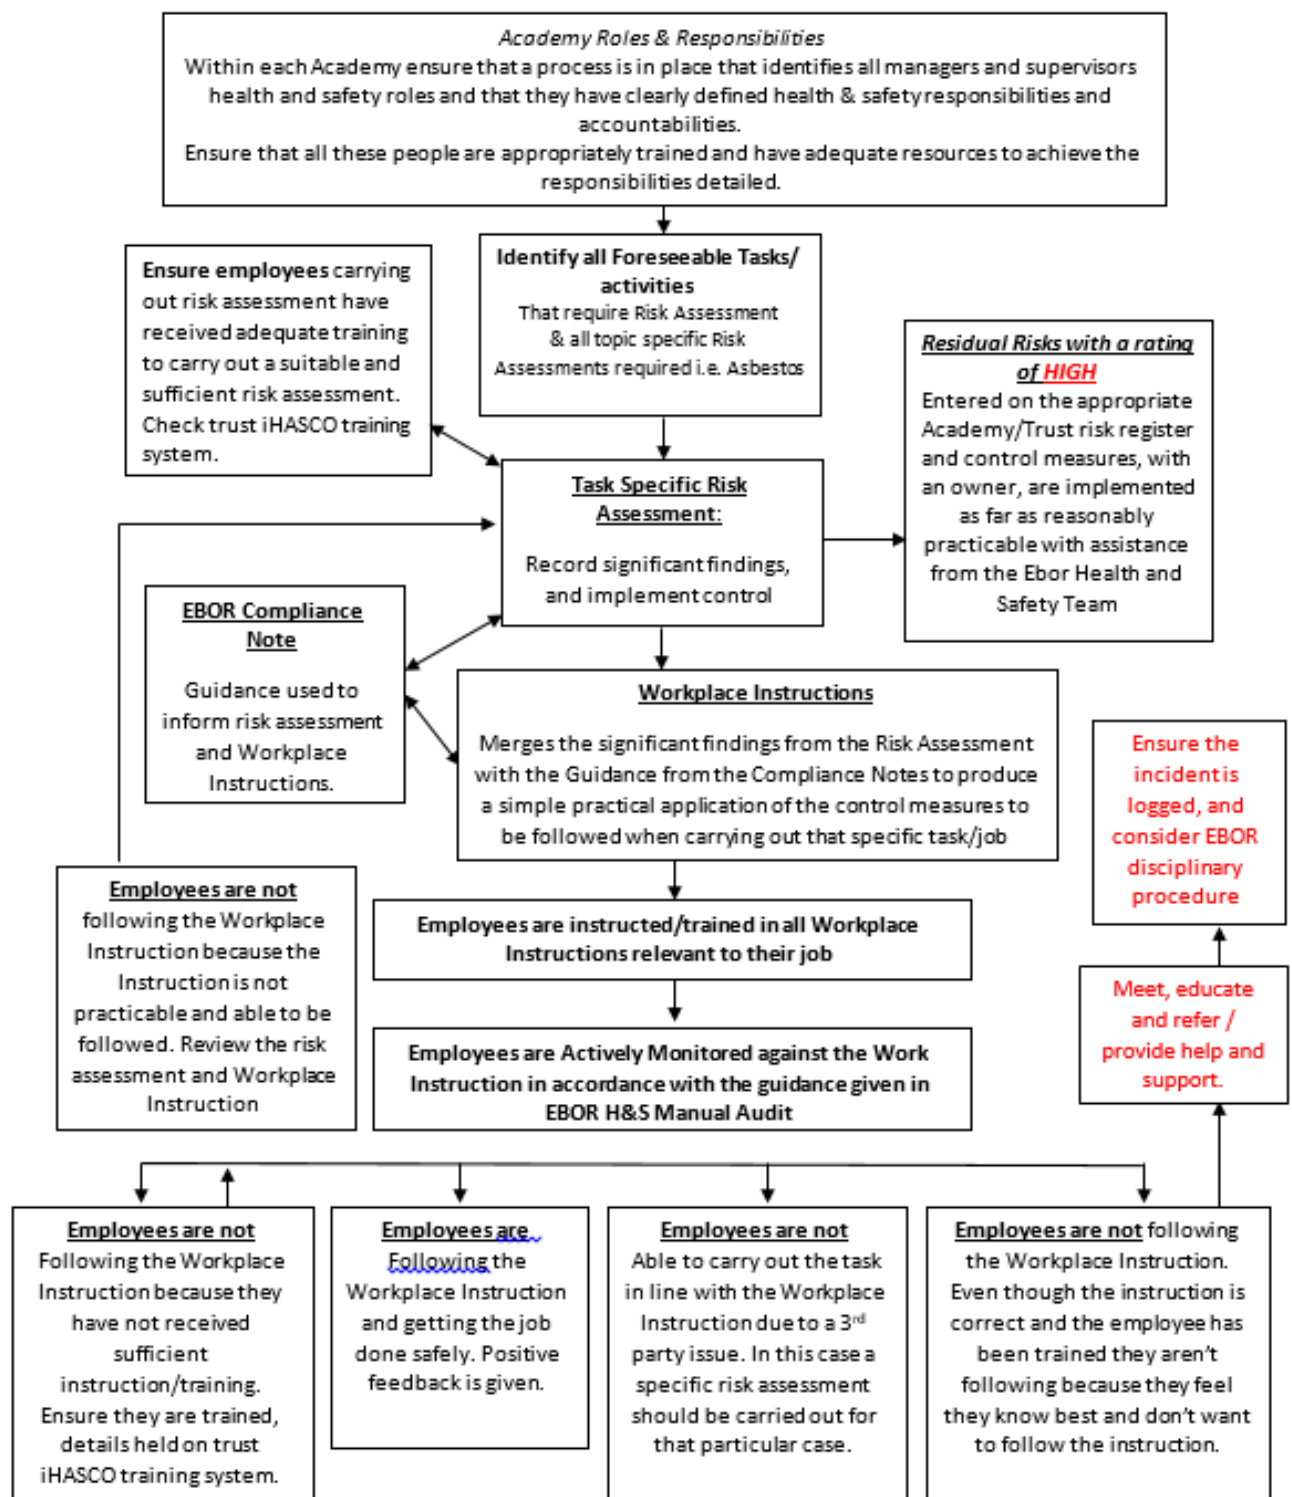 Academy Roles & Responsibilities
Within each Academy ensure that a process is in place that identifies all managers and supervisors
health and safety roles and that they have clearly defined health & safety responsibilities and
accountabilities.
Ensure that all these people are appropriately trained and have adequate resources to achieve the
responsibilities detailed.
Ensure employees carrying
out risk assessment have
received adequate training
to carry out a suitable and
sufficient risk assessment.
Check trust iHASCO training
system.
Identify all Foreseeable Tasks/
activities
That require Risk Assessment
& all topic specific Risk
Assessments required i.e. Asbestos
Residual Risks with a rating
of HIGH
Entered on the appropriate
Academy/Trust risk register
and control measures, with
an owner, are implemented
as far as reasonably
practicable with assistance
from the Ebor Health and
Safety Team
Task Specific Risk
Assessment:
Record significant findings,
and implement control
EBOR Compliance
Note
Guidance used to
inform risk assessment
and Workplace
Instructions.
Workplace Instructions
Merges the significant findings from the Risk Assessment
with the Guidance from the Compliance Notes to produce
a simple practical application of the control measures to
be followed when carrying out that specific task/job
Ensure the
incident is
logged, and
consider EBOR
disciplinary
procedure
Employees are not
following the Workplace
Instruction because the
Instruction is not
practicable and able to be
followed. Review the risk
assessment and Workplace
Instruction
Employees are instructed/trained in all Workplace
Instructions relevant to their job
Meet, educate
and refer /
provide help and
support.
Employees are Actively Monitored against the Work
Instruction in accordance with the guidance given in
EBOR H&S Manual Audit
Employees are not
Following the Workplace
Instruction because they
have not received
sufficient
instruction/training.
Ensure they are trained,
details held on trust
iHASCO training system.
Employees are
Following the
Workplace Instruction
and getting the job
done safely. Positive
feedback is given.
Employees are not
Able to carry out the task
in line with the Workplace
Instruction due to a 3rd
party issue. In this case a
specific risk assessment
should be carried out for
that particular case.
Employees are not following
the Workplace Instruction.
Even though the instruction is
correct and the employee has
been trained they aren't
following because they feel
they know best and don't want
to follow the instruction.